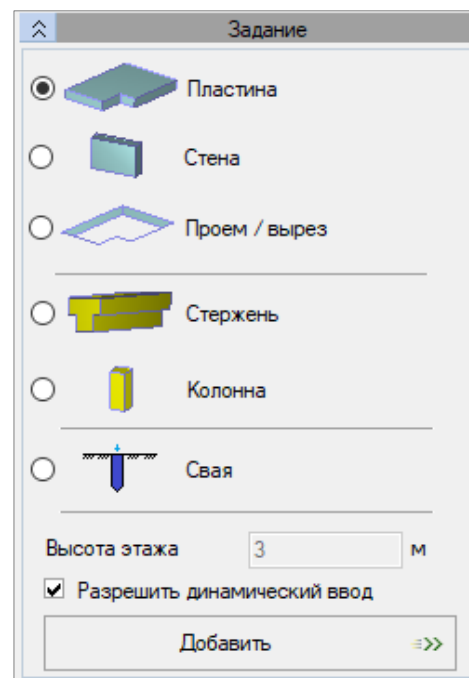 Задание
Пластина
Стена
Проем / вырез
Стержень
Колонна
Свая
Высота этажа 3 м
Разрешить динамический ввод
Добавить